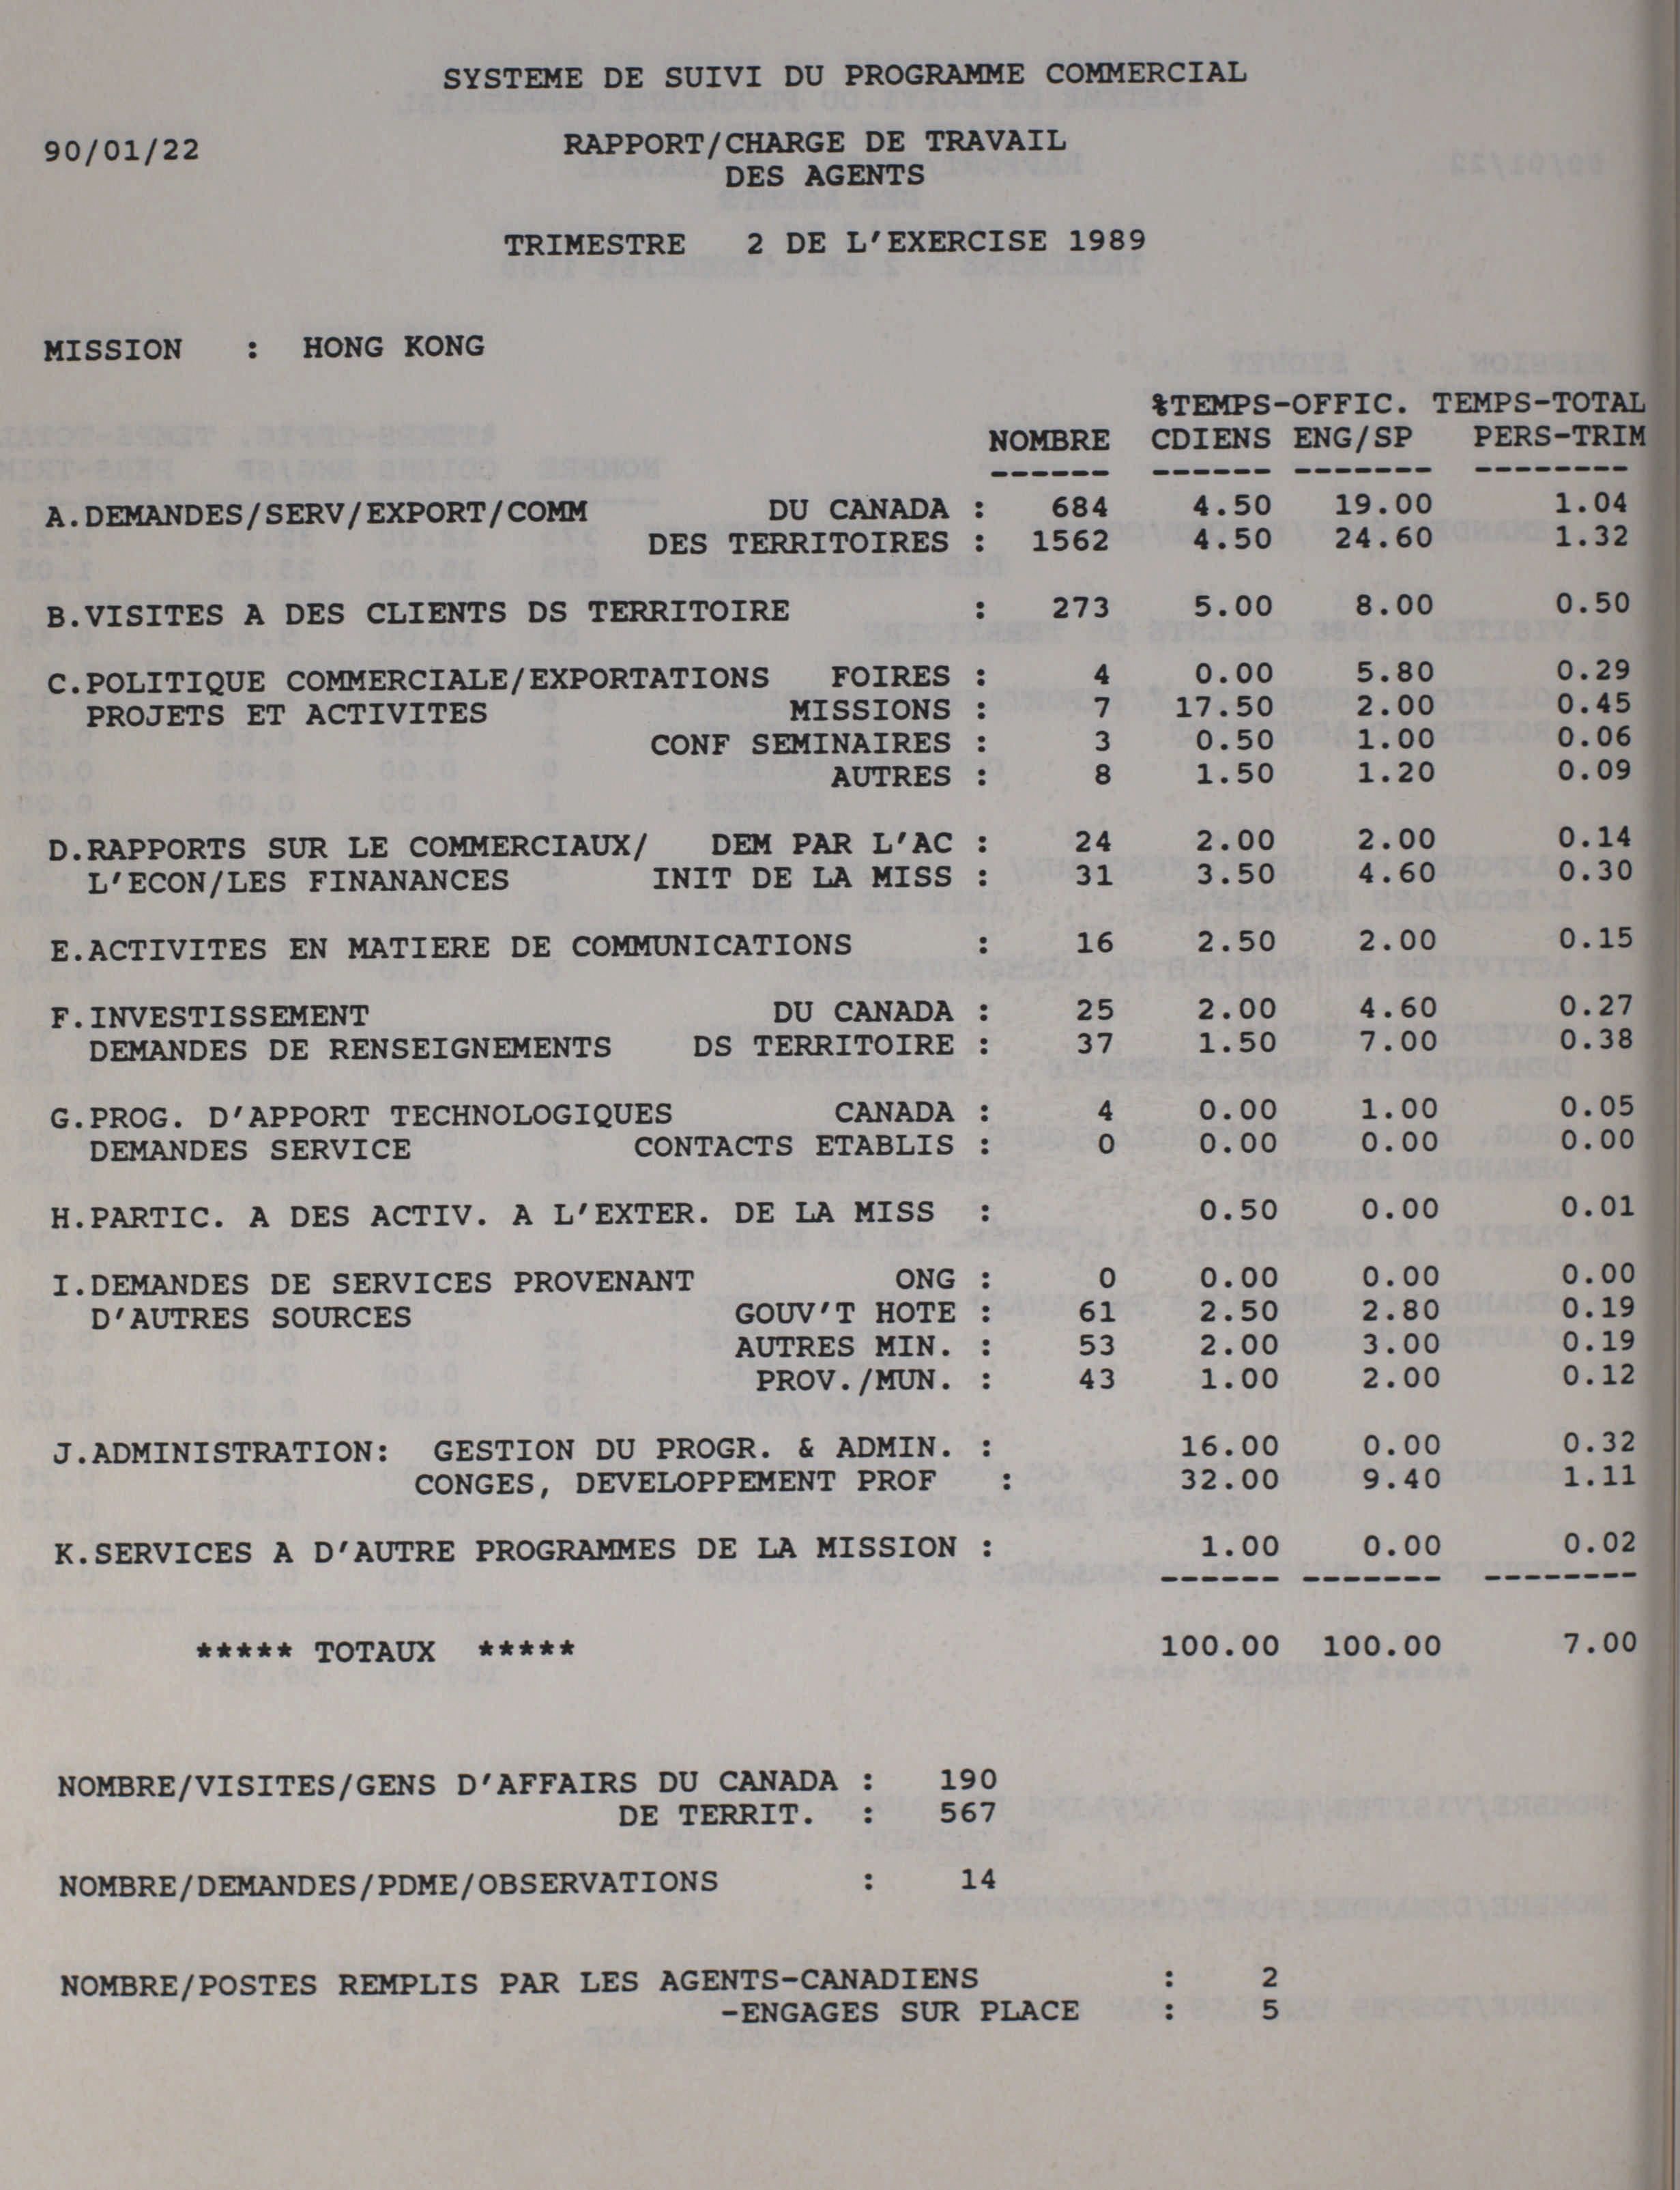 SYSTEME DE SUIVI DU PROGRAMME COMMERCIAL
90/01/22 RAPPORT/CHARGE DE TRAVAIL
DES AGENTS
TRIMESTRE 2 DE L'EXERCISE 1989
MISSION : HONG KONG
%TEMPS-OFFIC. TEMPS-TOTAL
NOMBRE CDIENS ENG/SP PERS-TRIM
------ ------ ------- --------
A.DEMANDES/SERV/EXPORT/COMM DU CANADA : 684 4.50 19.00 1.04
DES TERRITOIRES : 1562 4.50 24.60 1.32
B.VISITES A DES CLIENTS DS TERRITOIRE : 273 5.00 8.00 0.50
C.POLITIQUE COMMERCIALE/EXPORTATIONS FOIRES : 4 0.00 5.80 0.29
PROJETS ET ACTIVITES MISSIONS : 7 17.50 2.00 0.45
CONF SEMINAIRES : 3 0.50 1.00 0.06
AUTRES : 8 1.50 1.20 0.09
D.RAPPORTS SUR LE COMMERCIAUX/ DEM PAR L'AC : 24 2.00 2.00 0.14
L'ECON/LES FINANANCES INIT DE LA MISS : 31 3.50 4.60 0.30
E.ACTIVITES EN MATIERE DE COMMUNICATIONS : 16 2.50 2.00 0.15
F.INVESTISSEMENT DU CANADA : 25 2.00 4.60 0.27
DEMANDES DE RENSEIGNEMENTS DS TERRITOIRE : 37 1.50 7.00 0.38
G.PROG. D'APPORT TECHNOLOGIQUES CANADA : 4 0.00 1.00 0.05
DEMANDES SERVICE CONTACTS ETABLIS : 0 0.00 0.00 0.00
H.PARTIC. A DES ACTIV. A L'EXTER. DE LA MISS : 0.50 0.00 0.01
I.DEMANDES DE SERVICES PROVENANT ONG : 0 0.00 0.00 0.00
D'AUTRES SOURCES GOUV'T HOTE : 61 2.50 2.80 0.19
AUTRES MIN. : 53 2.00 3.00 0.19
PROV./MUN. : 43 1.00 2.00 0.12
J.ADMINISTRATION: GESTION DU PROGR. & ADMIN. : 16.00 0.00 0.32
CONGES, DEVELOPPEMENT PROF : 32.00 9.40 1.11
K.SERVICES A D'AUTRE PROGRAMMES DE LA MISSION : 1.00 0.00 0.02
------ ------- --------
***** TOTAUX ***** 100.00 100.00 7.00
NOMBRE/VISITES/GENS D'AFFAIRS DU CANADA : 190
DE TERRIT. : 567
NOMBRE/DEMANDES/PDME/OBSERVATIONS : 14
NOMBRE/POSTES REMPLIS PAR LES AGENTS-CANADIENS : 2
-ENGAGES SUR PLACE : 5